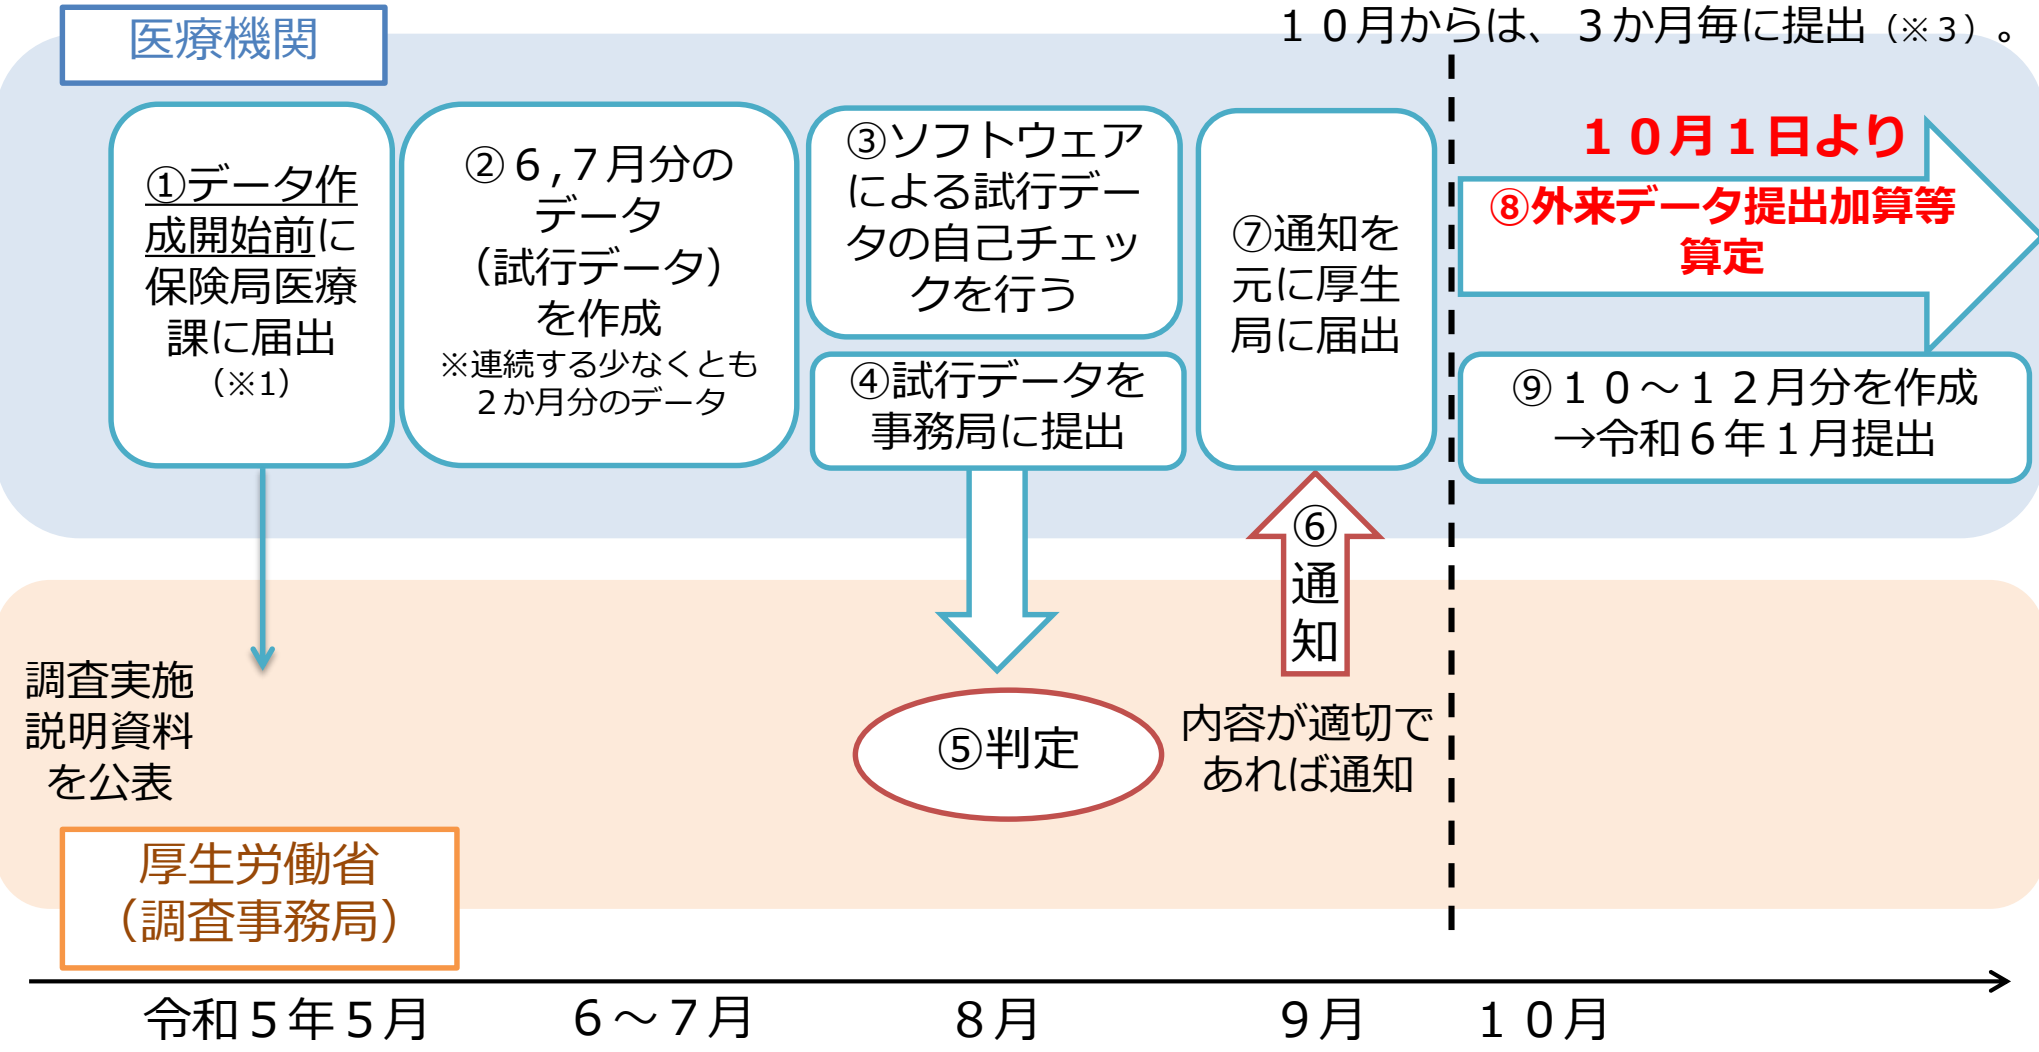 医療機関
１０月からは、３か月毎に提出（※３）。
①データ作
成開始前に
保険局医療
課に届出
（※1）
②６,７月分の
データ
（試行データ）
を作成
※連続する少なくとも
２か月分のデータ
③ソフトウェア
による試行デー
タの自己チェッ
クを行う
④試行データを
事務局に提出
⑤判定
⑥
通
知
内容が適切で
あれば通知
⑦通知を
元に厚生
局に届出
１０月１日より
⑧外来データ提出加算等
算定
⑨１０～１２月分を作成
→令和６年１月提出
調査実施
説明資料
を公表
厚生労働省
（調査事務局）
令和５年５月
６～７月
８月
９月
１０月